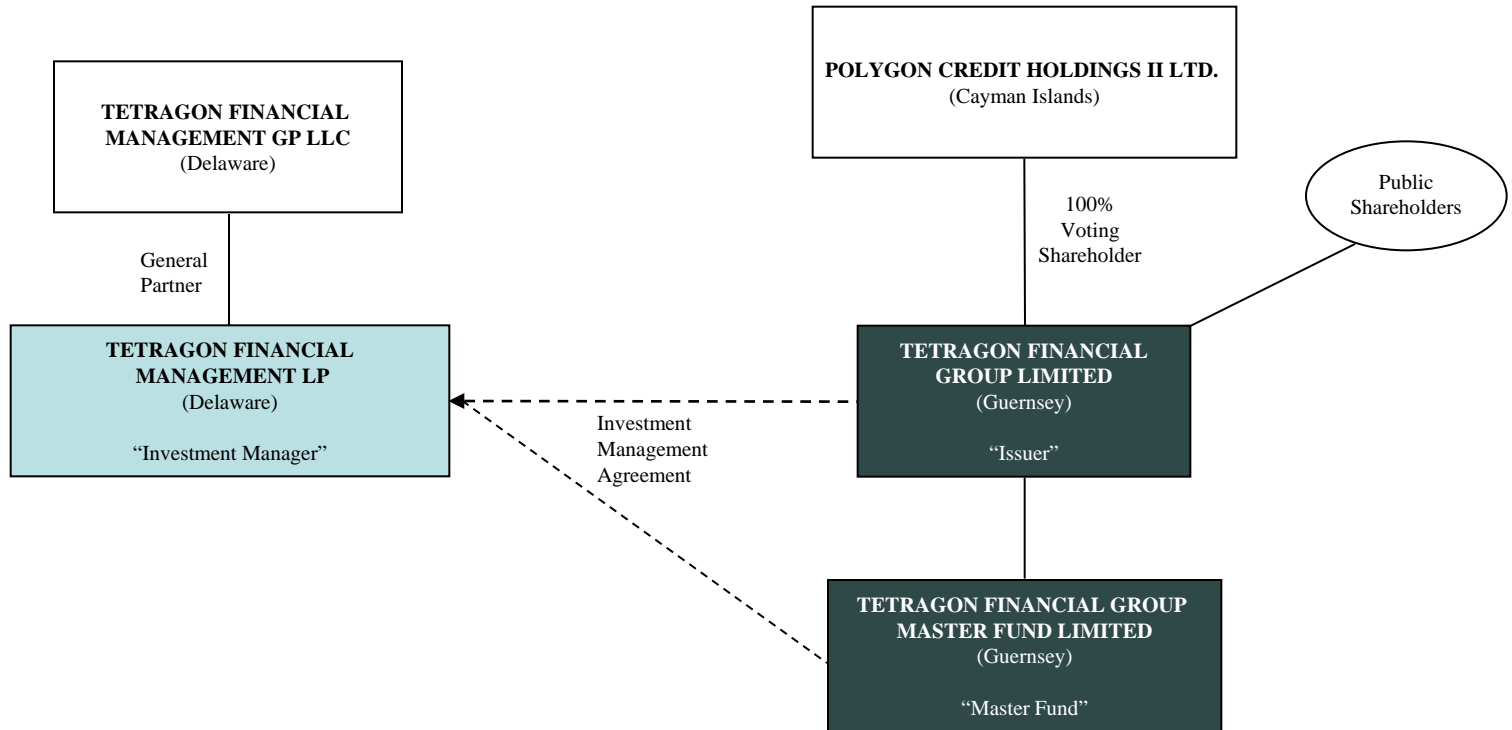 TETRAGON FINANCIAL
MANAGEMENT GP LLC
(Delaware)
POLYGON CREDIT HOLDINGS II LTD.
(Cayman Islands)
Public
Shareholders
General
Partner
100%
Voting
Shareholder
TETRAGON FINANCIAL
MANAGEMENT LP
(Delaware)
“Investment Manager”
Investment
Management
Agreement
TETRAGON FINANCIAL
GROUP LIMITED
(Guernsey)
“Issuer”
TETRAGON FINANCIAL GROUP
MASTER FUND LIMITED
(Guernsey)
“Master Fund”